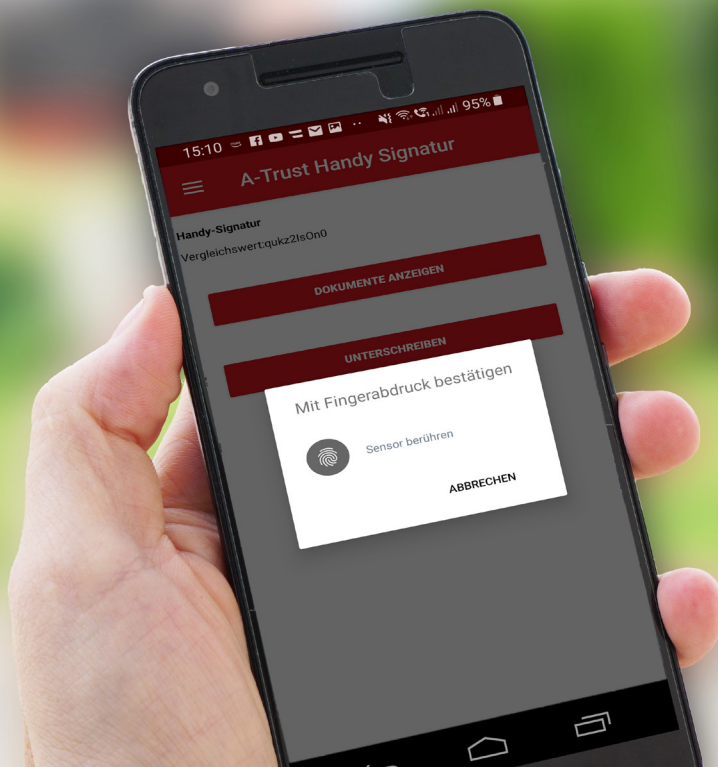 15:10 95%
A-Trust Handy Signatur
Handy-Signatur
Vergleichswert:qukz2IsOn0
DOKUMENTE ANZEIGEN
UNTERSCHREIBEN
Mit Fingerabdruck bestätigen
Sensor berühren
ABBRECHEN